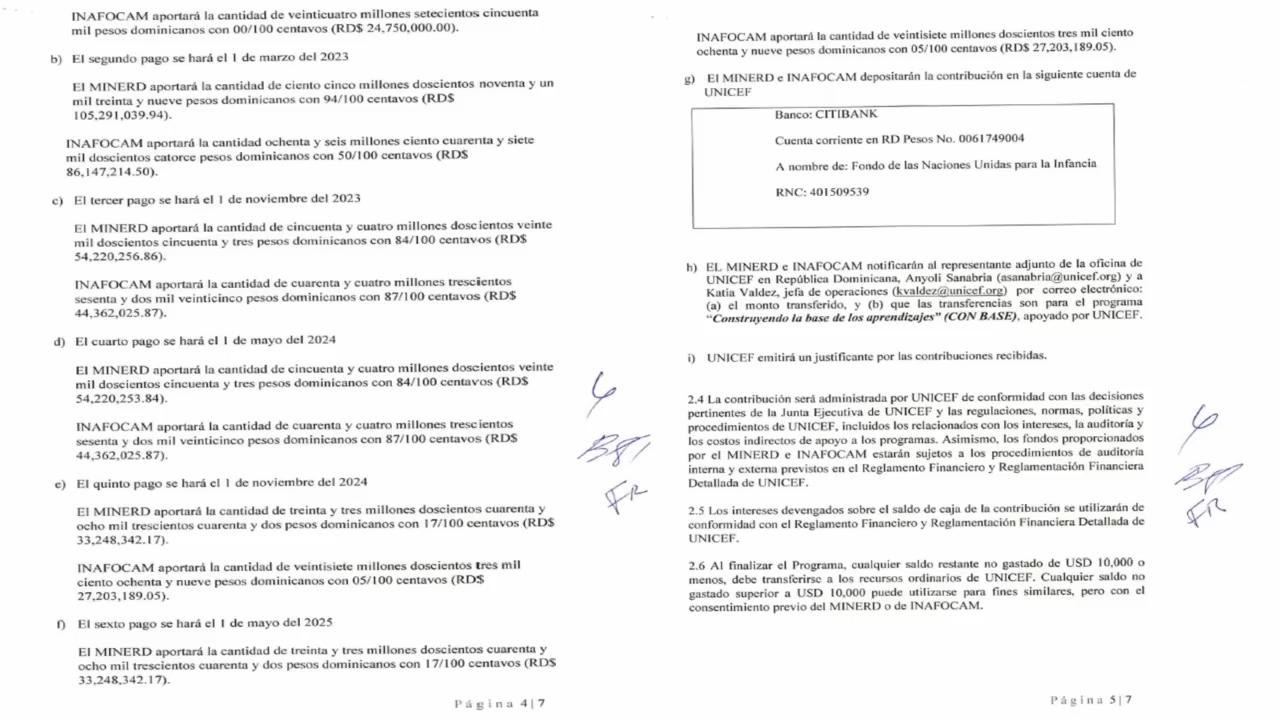 INAFOCAM aportará la cantidad de veinticuatro millones setecientos cincuenta
mil pesos dominicanos con 00/100 centavos (RD$ 24,750,000.00).
b) El segundo pago se hará el 1 de marzo del 2023
El MINERD aportará la cantidad de ciento cinco millones doscientos noventa y un
mil treinta y nueve pesos dominicanos con 94/100 centavos (RD$
105,291,039.94).
INAFOCAM aportará la cantidad ochenta y seis millones ciento cuarenta y siete
mil doscientos catorce pesos dominicanos con 50/100 centavos (RD$
86,147,214.50).
c) El tercer pago se hará el 1 de noviembre del 2023
El MINERD aportará la cantidad de cincuenta y cuatro millones doscientos veinte
mil doscientos cincuenta y tres pesos dominicanos con 84/100 centavos (RD$
54,220,256.86).
INAFOCAM aportará la cantidad de cuarenta y cuatro millones trescientos
sesenta y dos mil veinticinco pesos dominicanos con 87/100 centavos (RD$
44,362,025.87).
d) El cuarto pago se hará el 1 de mayo del 2024
El MINERD aportará la cantidad de cincuenta y cuatro millones doscientos veinte
mil doscientos cincuenta y tres pesos dominicanos con 84/100 centavos (RD$
54,220,253.84).
INAFOCAM aportará la cantidad de cuarenta y cuatro millones trescientos
sesenta y dos mil veinticinco pesos dominicanos con 87/100 centavos (RD$
44,362,025.87).
e) El quinto pago se hará el 1 de noviembre del 2024
El MINERD aportará la cantidad de treinta y tres millones doscientos cuarenta y
ocho mil trescientos cuarenta y dos pesos dominicanos con 17/100 centavos (RD$
33,248,342.17).
INAFOCAM aportará la cantidad de veintisiete millones doscientos tres mil
ciento ochenta y nueve pesos dominicanos con 05/100 centavos (RD$
27,203,189.05).
f) El sexto pago se hará el 1 de mayo del 2025
El MINERD aportará la cantidad de treinta y tres millones doscientos cuarenta y
ocho mil trescientos cuarenta y dos pesos dominicanos con 17/100 centavos (RD$
33,248,342.17).
Página 4|7
FR
INAFOCAM aportará la cantidad de veintisiete millones doscientos tres mil ciento
ochenta y nueve pesos dominicanos con 05/100 centavos (RD$ 27,203,189.05).
g) El MINERD e INAFOCAM depositarán la contribución en la siguiente cuenta de
UNICEF
Banco: CITIBANK
Cuenta corriente en RD Pesos No. 0061749004
A nombre de: Fondo de las Naciones Unidas para la Infancia
RNC: 401509539
h) EL MINERD e INAFOCAM notificarán al representante adjunto de la oficina de
UNICEF en República Dominicana, Anyoli Sanabria (asanabria@unicef.org) y a
Katia Valdez, jefa de operaciones (kvaldez@unicef.org) por correo electrónico:
(a) el monto transferido, y (b) que las transferencias son para el programa
“Construyendo la base de los aprendizajes” (CON BASE), apoyado por UNICEF.
i) UNICEF emitirá un justificante por las contribuciones recibidas.
2.4 La contribución será administrada por UNICEF de conformidad con las decisiones
pertinentes de la Junta Ejecutiva de UNICEF y las regulaciones, normas, políticas y
procedimientos de UNICEF, incluidos los relacionados con los intereses, la auditoría y
los costos indirectos de apoyo a los programas. Asimismo, los fondos proporcionados
por el MINERD e INAFOCAM estarán sujetos a los procedimientos de auditoría
interna y externa previstos en el Reglamento Financiero y Reglamentación Financiera
Detallada de UNICEF.
2.5 Los intereses devengados sobre el saldo de caja de la contribución se utilizarán de
conformidad con el Reglamento Financiero y Reglamentación Financiera Detallada de
UNICEF.
2.6 Al finalizar el Programa, cualquier saldo restante no gastado de USD 10,000 o
menos, debe transferirse a los recursos ordinarios de UNICEF. Cualquier saldo no
gastado superior a USD 10,000 puede utilizarse para fines similares, pero con el
consentimiento previo del MINERD o de INAFOCAM.
Página 5|7
FR